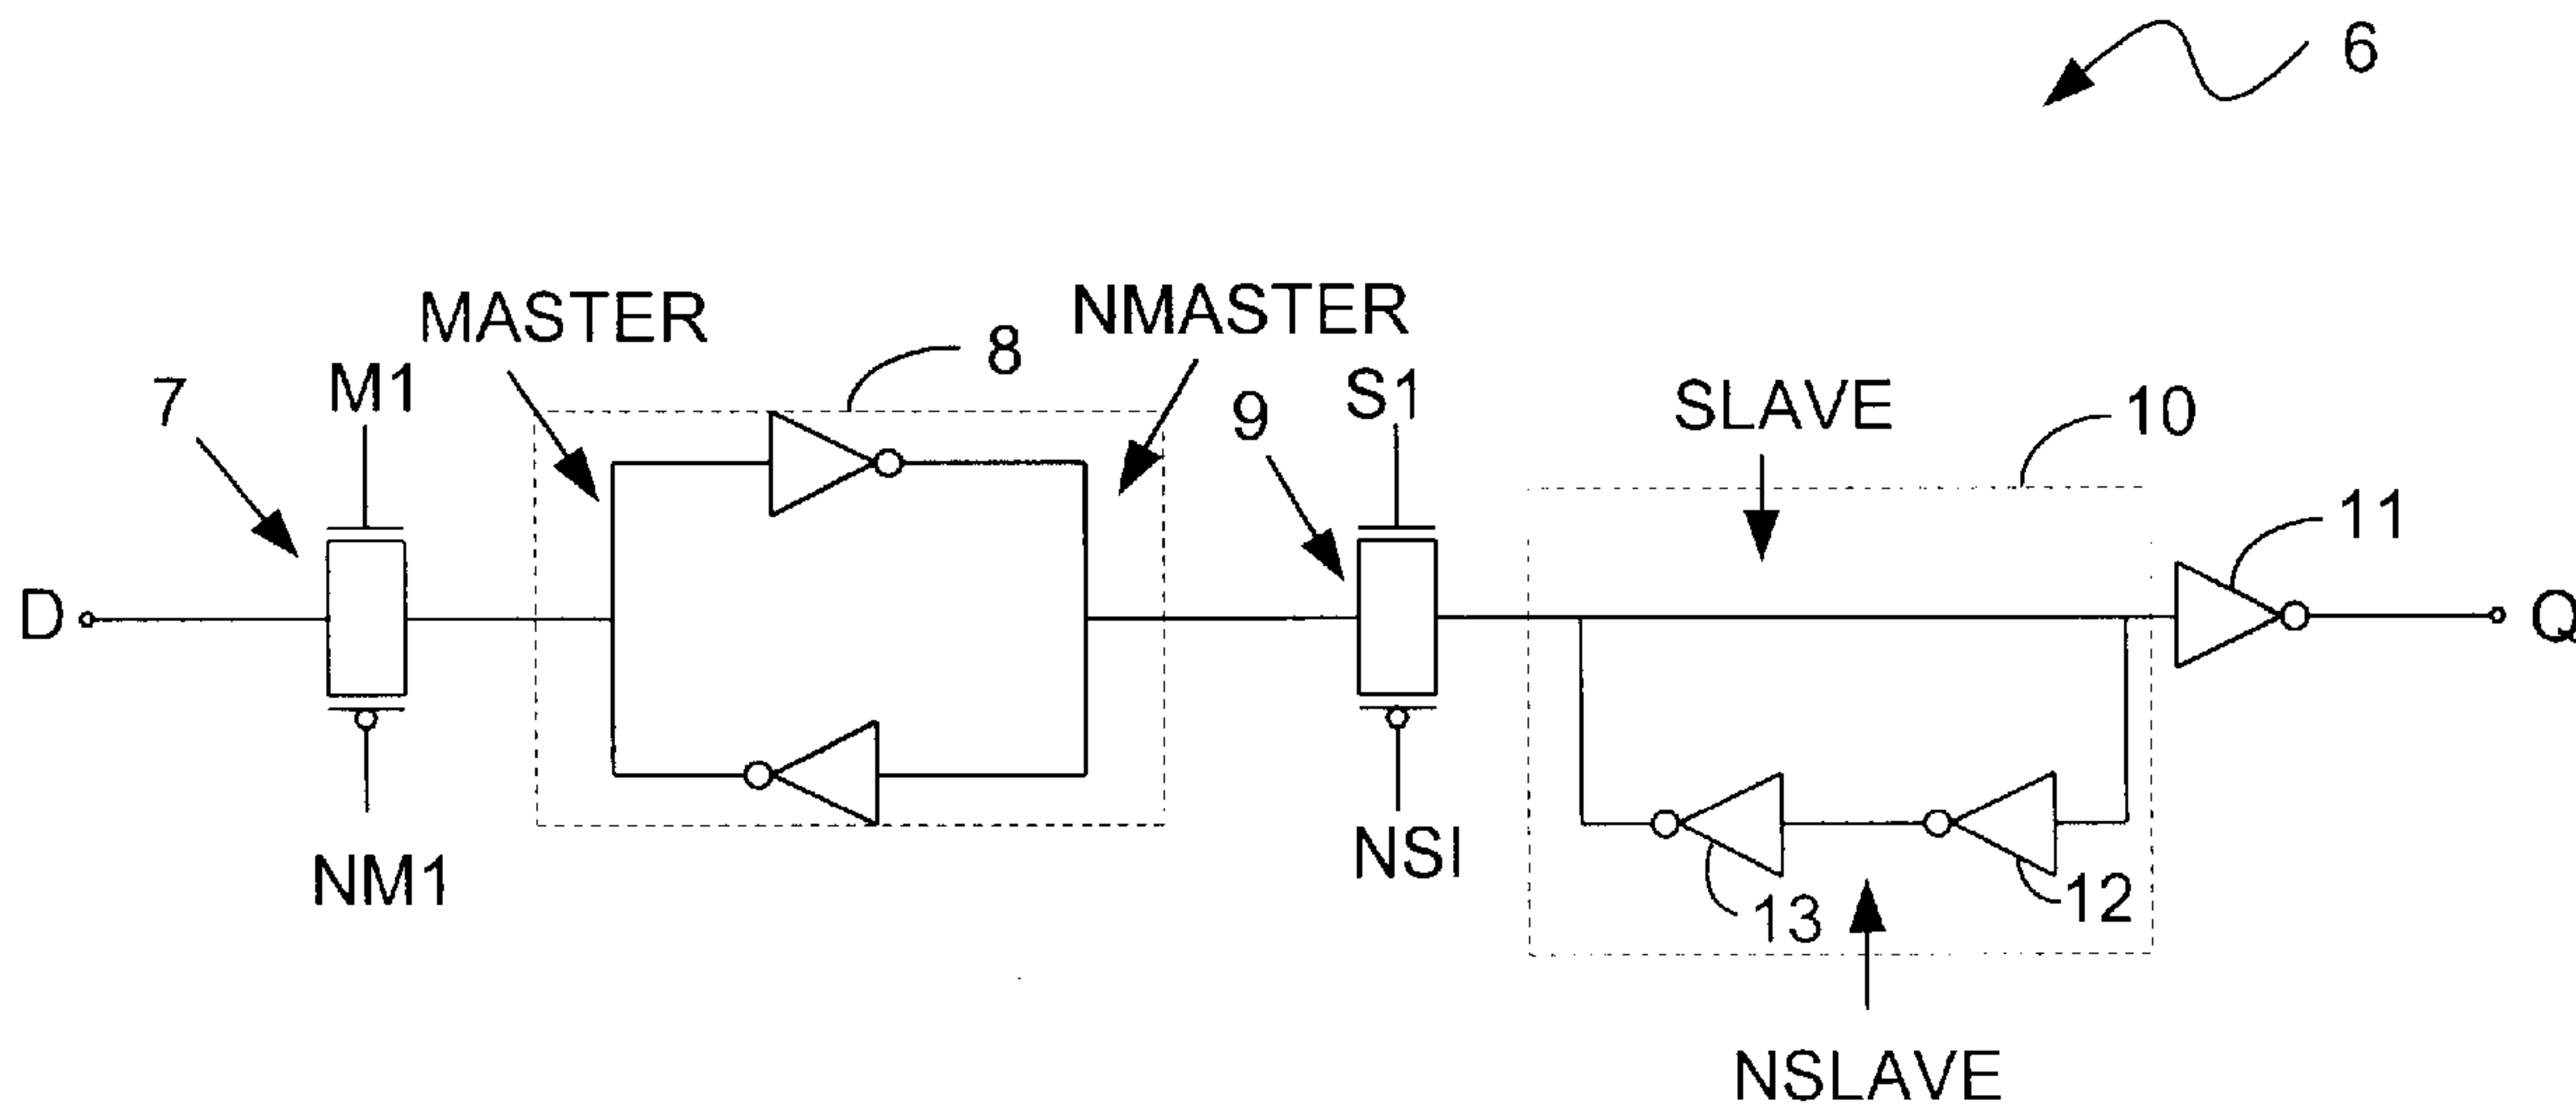 6
MASTER
NMASTER
8
7
M1
9
S1
SLAVE
10
11
D
Q
NM1
NSI
13
12
NSLAVE